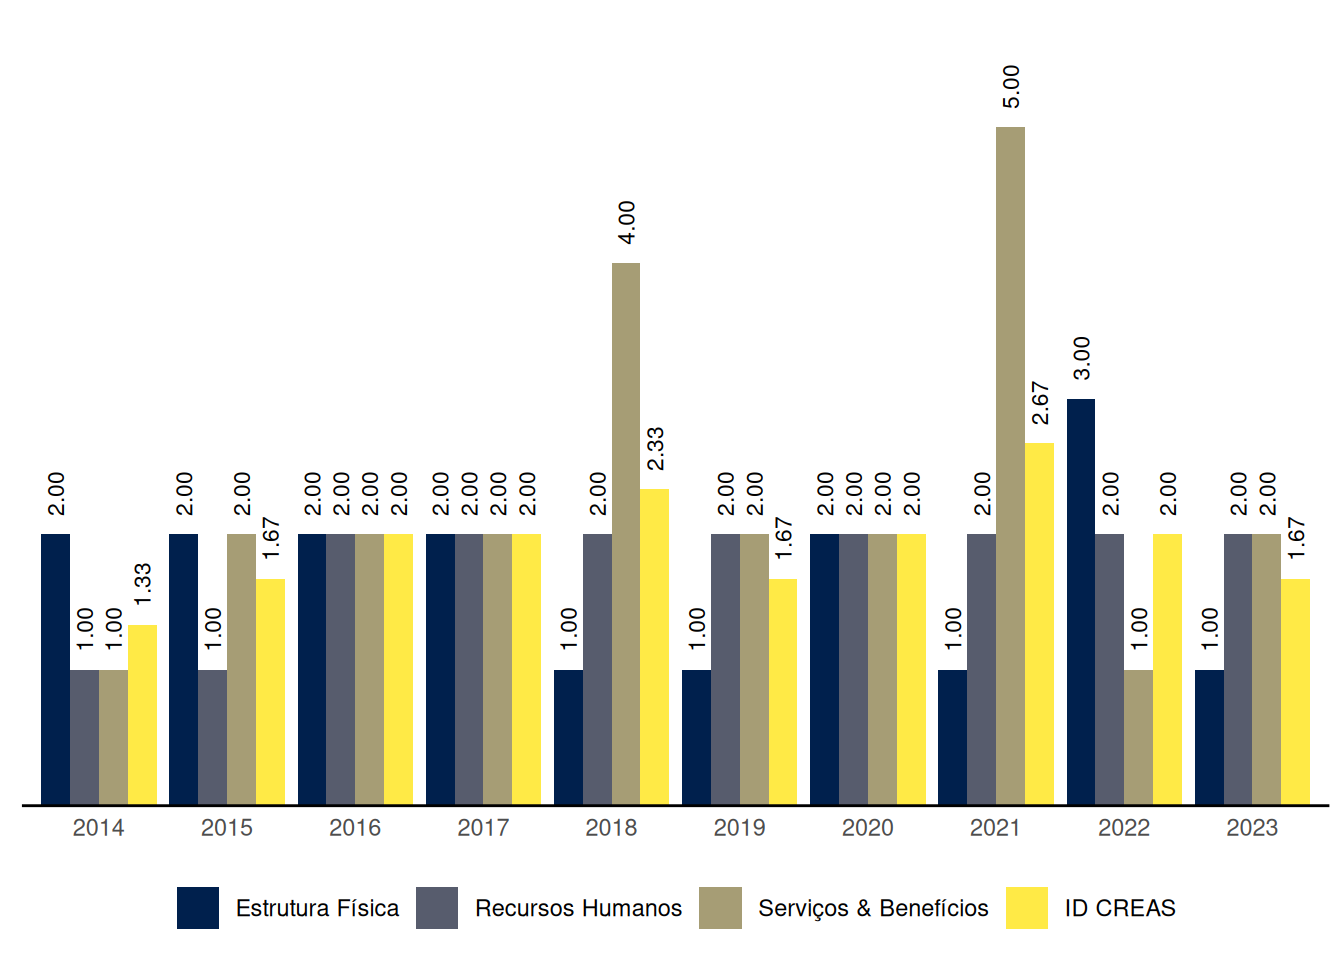 2.00 1.00 1.00 1.33
2.00 1.00 2.00 1.67
2.00 2.00 2.00 2.00
2.00 2.00 2.00 2.00
1.00 2.00 4.00 2.33
1.00 2.00 2.00 1.67
2.00 2.00 2.00 2.00
1.00 2.00 5.00 2.67
3.00 2.00 1.00 2.00
1.00 2.00 2.00 1.67
2014 2015 2016 2017 2018 2019 2020 2021 2022 2023
Estrutura Física Recursos Humanos Serviços & Benefícios ID CREAS